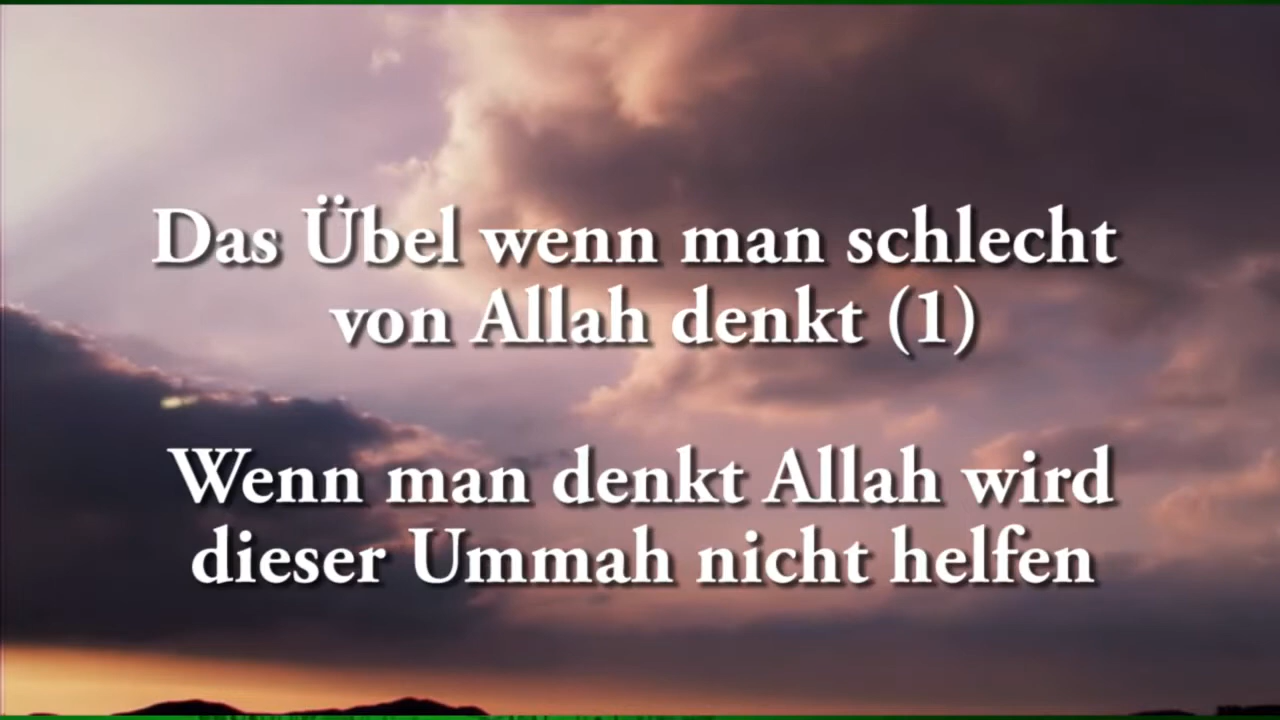 Das Übel wenn man schlecht
von Allah denkt (1)
Wenn man denkt Allah wird
dieser Ummah nicht helfen